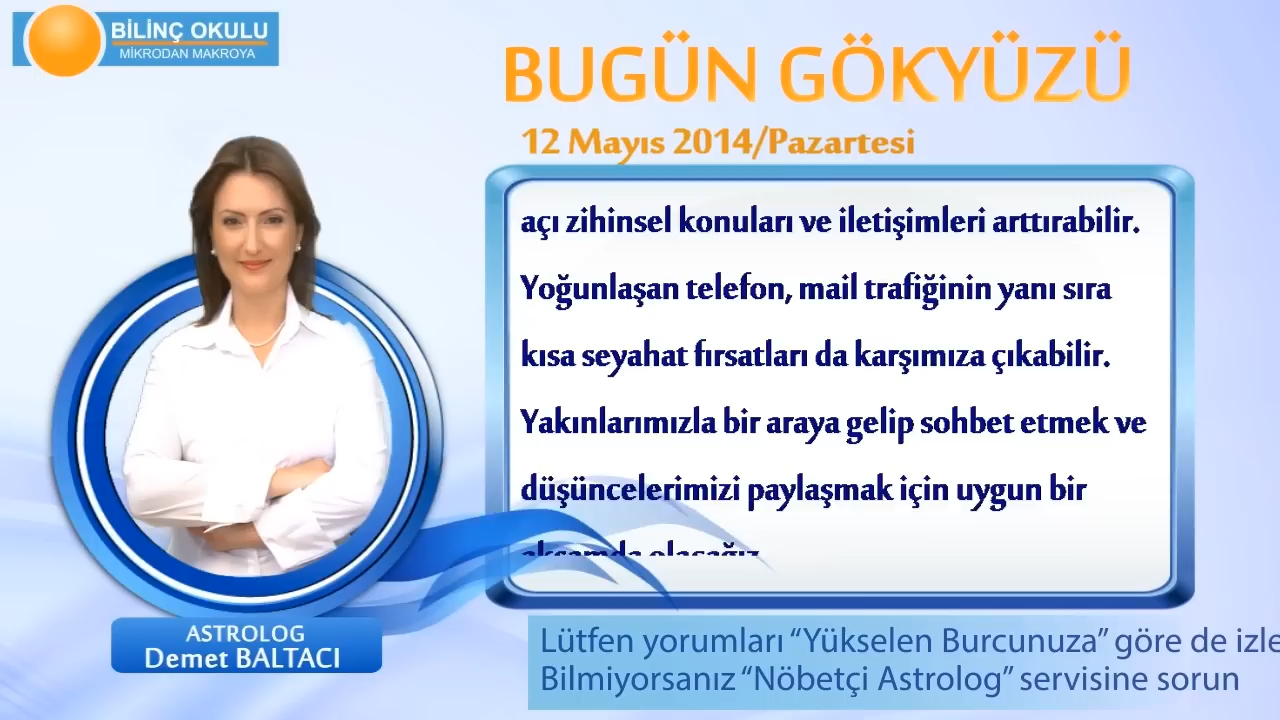 BİLİNÇ OKULU
MİKRODAN MAKROYA
BUGÜN GÖKYÜZÜ
12 Mayıs 2014/Pazartesi
açı zihinsel konuları ve iletişimleri arttırabilir.
Yoğunlaşan telefon, mail trafiğinin yanı sıra
kısa seyahat fırsatları da karşımıza çıkabilir.
Yakınlarımızla bir araya gelip sohbet etmek ve
düşüncelerimizi paylaşmak için uygun bir
akşamda olacağız
ASTROLOG
Demet BALTACI
Lütfen yorumları “Yükselen Burcunuza” göre de izle
Bilmiyorsanız “Nöbetçi Astrolog” servisine sorun